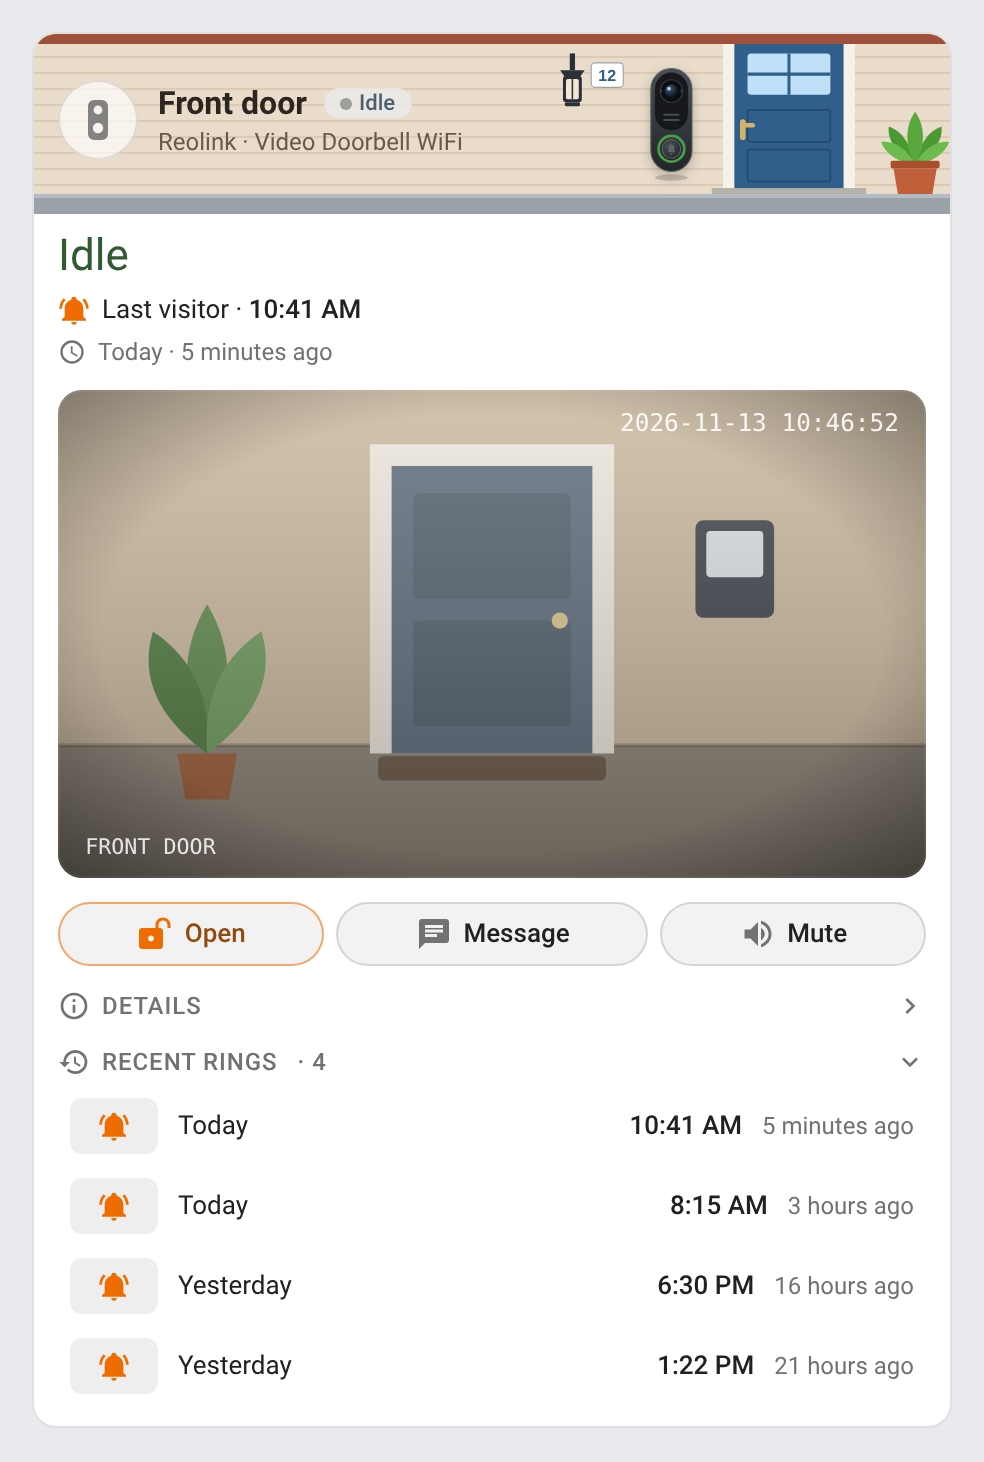 Front door
Idle
Reolink · Video Doorbell WiFi
12
Idle
Last visitor · 10:41 AM
Today · 5 minutes ago
2026-11-13 10:46:52
FRONT DOOR
Open
Message
Mute
DETAILS
RECENT RINGS · 4
Today 10:41 AM 5 minutes ago
Today 8:15 AM 3 hours ago
Yesterday 6:30 PM 16 hours ago
Yesterday 1:22 PM 21 hours ago